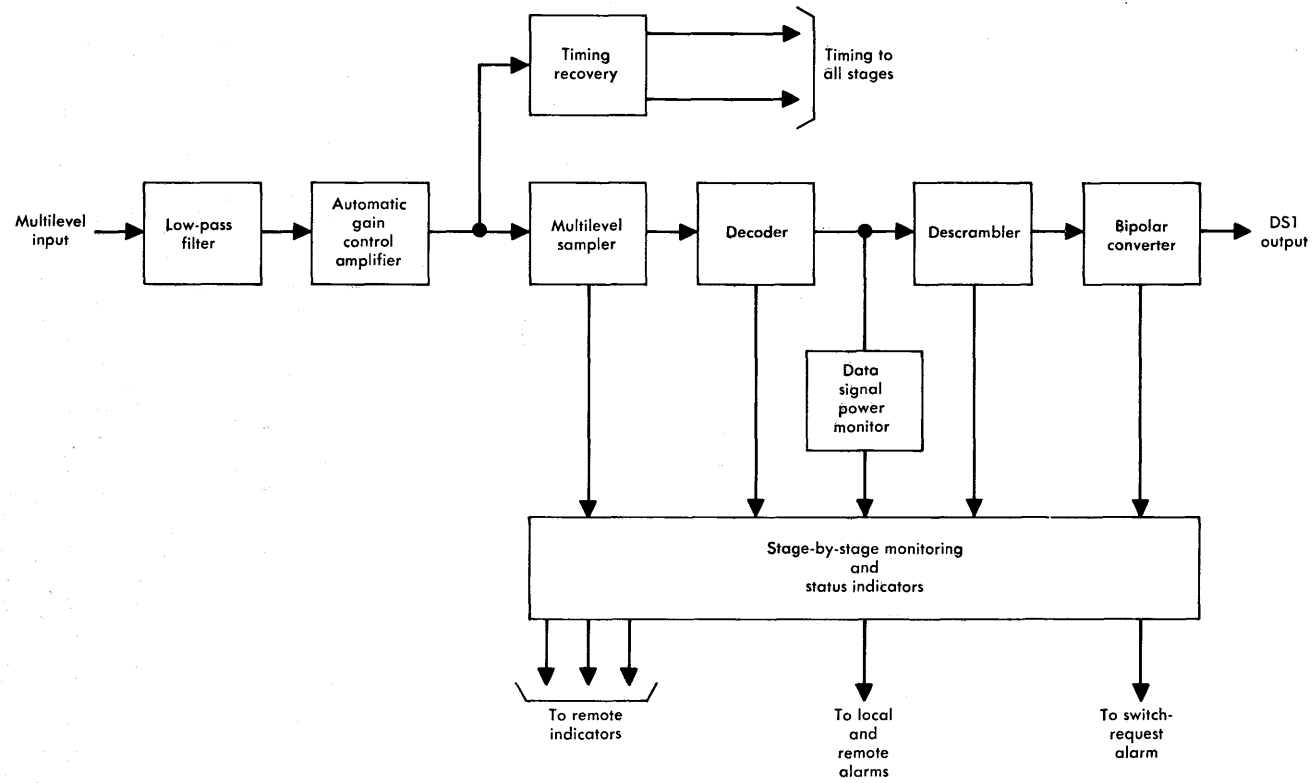 Timing
recovery
Timing to
all stages
Multilevel
input
Low-pass
filter
Automatic
gain
control
amplifier
Multilevel
sampler
Decoder
Descrambler
Bipolar
converter
DS1
output
Data
signal
power
monitor
Stage-by-stage monitoring
and
status indicators
To remote
indicators
To local
and
remote
alarms
To switch-
request
alarm